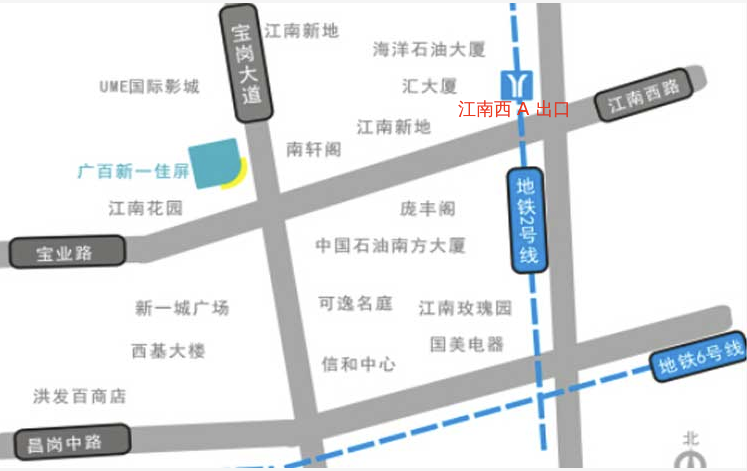 宝岗大道
江南新地
海洋石油大厦
UME国际影城
汇大厦
江南西路
江南西 A 出口
江南新地
南轩阁
广百新一佳屏
地铁2号线
江南花园
庞丰阁
宝业路
中国石油南方大厦
新一城广场
可逸名庭
江南玫瑰园
西基大楼
国美电器
信和中心
地铁6号线
洪发百商店
昌岗中路
北